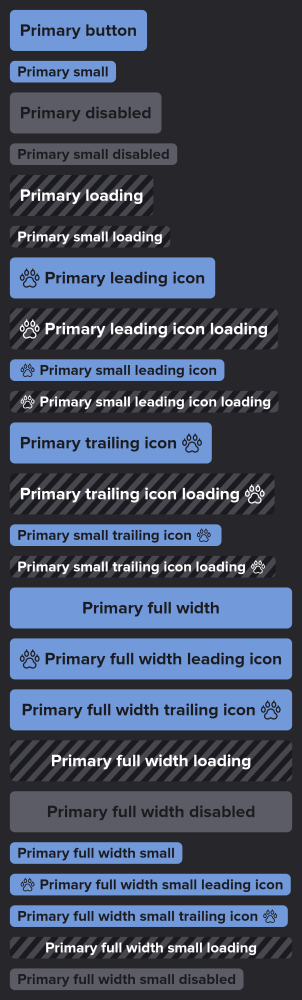 Primary button
Primary small
Primary disabled
Primary small disabled
Primary loading
Primary small loading
Primary leading icon
Primary leading icon loading
Primary small leading icon
Primary small leading icon loading
Primary trailing icon
Primary trailing icon loading
Primary small trailing icon
Primary small trailing icon loading
Primary full width
Primary full width leading icon
Primary full width trailing icon
Primary full width loading
Primary full width disabled
Primary full width small
Primary full width small leading icon
Primary full width small trailing icon
Primary full width small loading
Primary full width small disabled